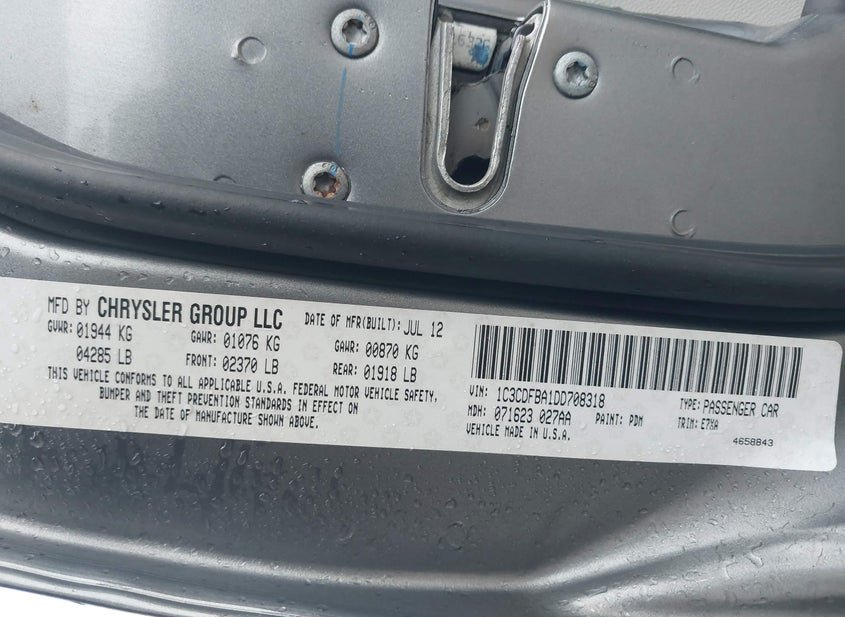 MFD BY CHRYSLER GROUP LLC DATE OF MFR(BUILT): JUL 12
GVWR: 01944 KG GAWR: 01076 KG GAWR: 00870 KG
04285 LB FRONT: 02370 LB REAR: 01918 LB
THIS VEHICLE CONFORMS TO ALL APPLICABLE U.S.A. FEDERAL MOTOR VEHICLE SAFETY,
BUMPER AND THEFT PREVENTION STANDARDS IN EFFECT ON
THE DATE OF MANUFACTURE SHOWN ABOVE.
VIN: 1C3CDFBA1DD708318 TYPE: PASSENGER CAR
MDH: 071623 027AA PAINT: PDM TRIM: E7XA
VEHICLE MADE IN U.S.A. 4658843